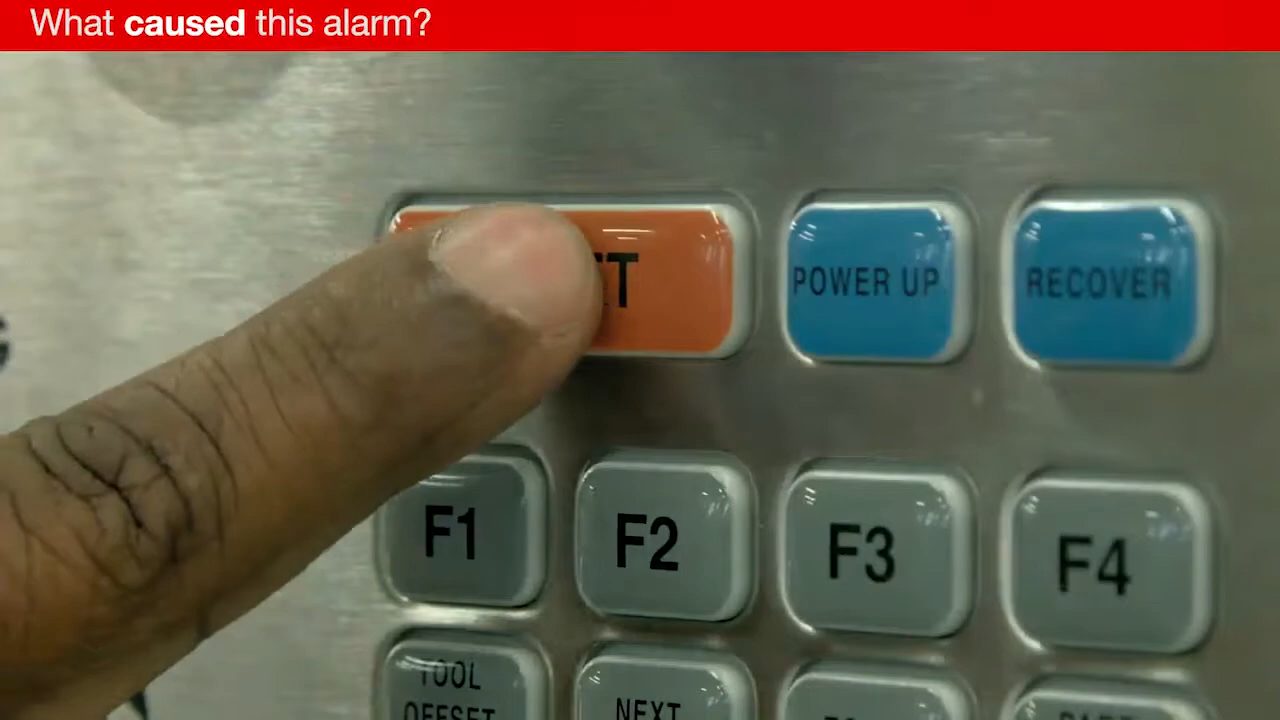 What caused this alarm?
POWER UP
RECOVER
F1
F2
F3
F4
TOOL
OFFSET
NEXT